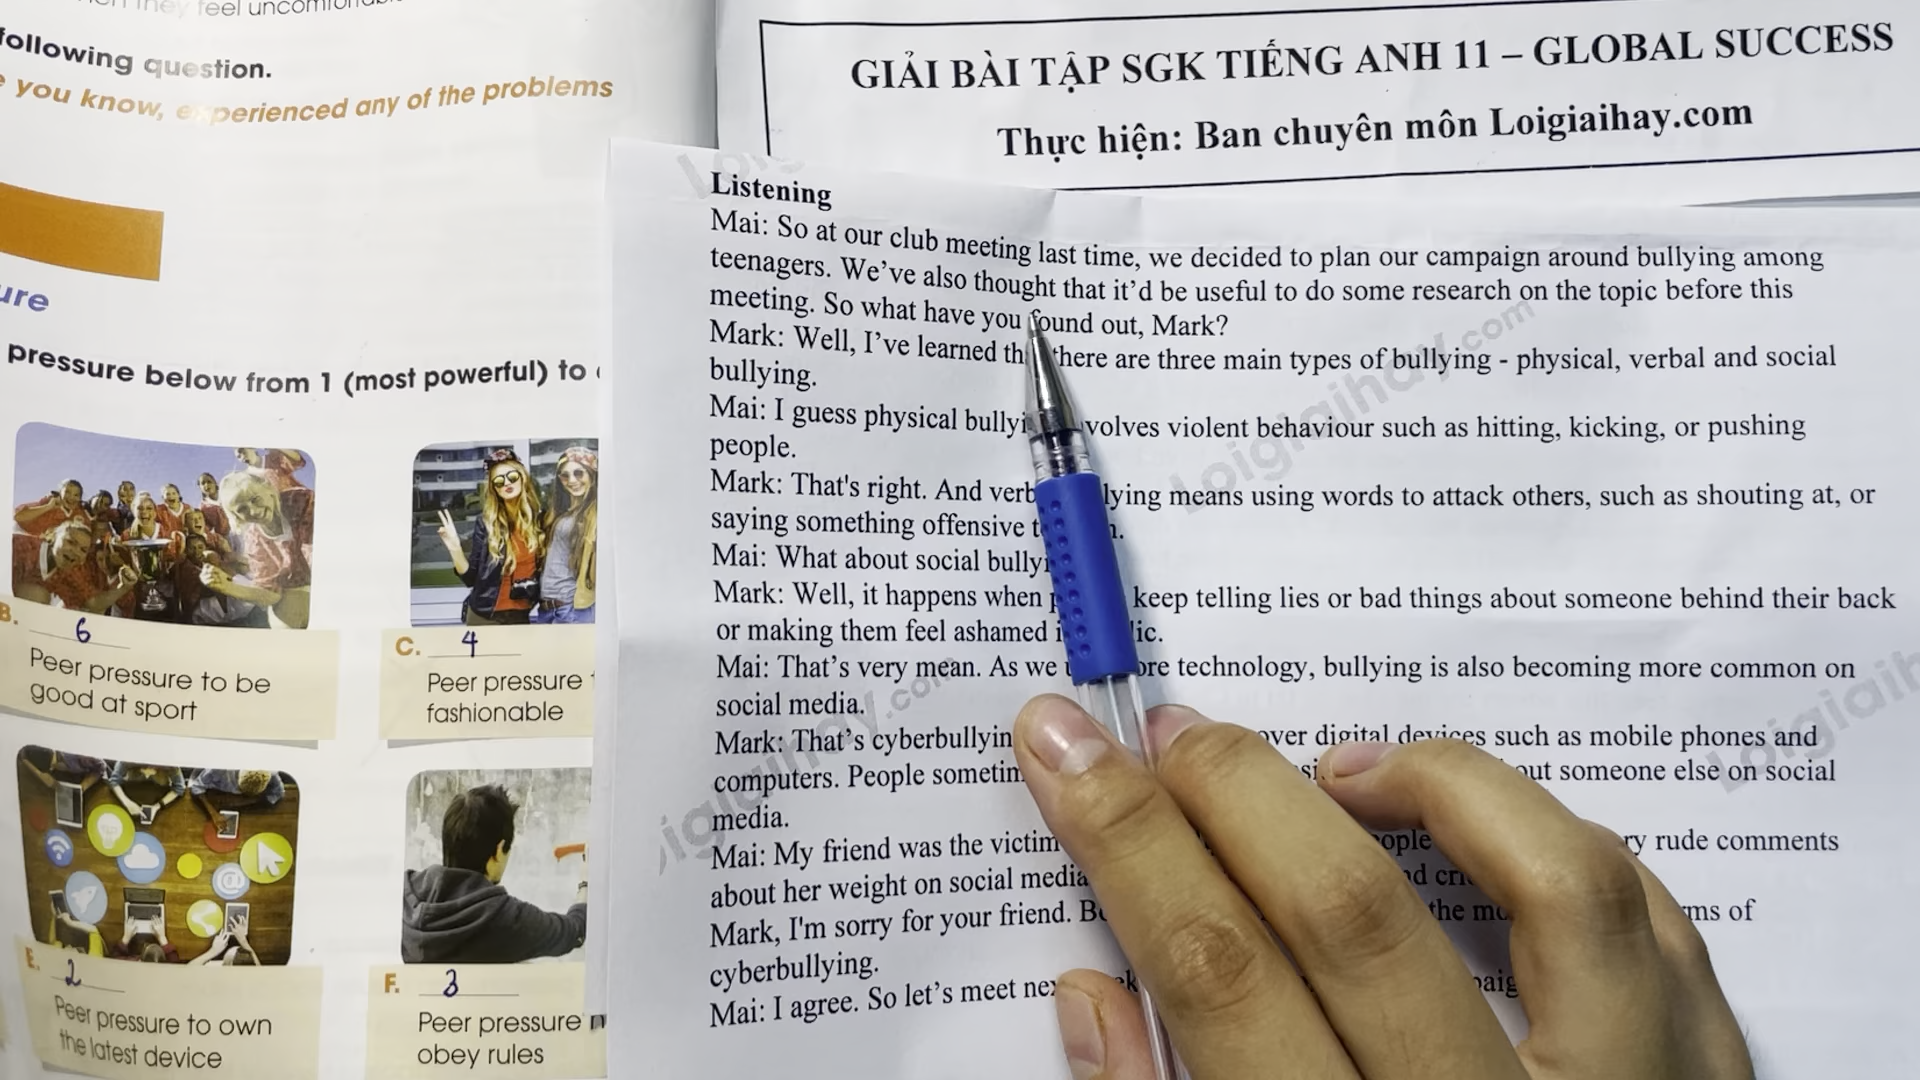 they feel
following question.
you know, experienced any of the problems
ure
pressure below from 1 (most powerful) to
B. 6
Peer pressure to be
good at sport
C. 4
Peer pressure
fashionable
E. 2
Peer pressure to own
the latest device
F. 3
Peer pressure
obey rules
GIẢI BÀI TẬP SGK TIẾNG ANH 11 – GLOBAL SUCCESS
Thực hiện: Ban chuyên môn Loigiaihay.com
Listening
Mai: So at our club meeting last time, we decided to plan our campaign around bullying among
teenagers. We’ve also thought that it’d be useful to do some research on the topic before this
meeting. So what have you found out, Mark?
Mark: Well, I’ve learned there are three main types of bullying - physical, verbal and social
bullying.
Mai: I guess physical volves violent behaviour such as hitting, kicking, or pushing
people.
Mark: That's right. And lying means using words to attack others, such as shouting at, or
saying something offensive
Mai: What about social
Mark: Well, it happens when keep telling lies or bad things about someone behind their back
or making them feel ashamed
Mai: That’s very mean. As we technology, bullying is also becoming more common on
social media.
Mark: That’s over digital devices such as mobile phones and
computers. People someone else on social
media.
Mai: My friend was the victim rude comments
about her weight on social media
Mark, I'm sorry for your friend. the of
cyberbullying.
Mai: I agree. So let’s meet
Loigiaihay.com